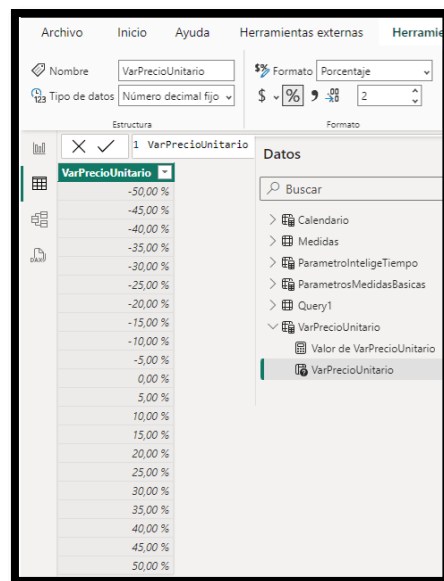 Archivo Inicio Ayuda Herramientas externas Herramie
Nombre VarPrecioUnitario
$% Formato Porcentaje
123 Tipo de datos Número decimal fijo
$ % 9 .00 2
Estructura
Formato
1 VarPrecioUnitario
Datos
VarPrecioUnitario
-50,00 %
-45,00 %
-40,00 %
-35,00 %
-30,00 %
-25,00 %
-20,00 %
-15,00 %
-10,00 %
-5,00 %
0,00 %
5,00 %
10,00 %
15,00 %
20,00 %
25,00 %
30,00 %
35,00 %
40,00 %
45,00 %
50,00 %
Buscar
Calendario
Medidas
ParametroInteligeTiempo
ParametrosMedidasBasicas
Query1
VarPrecioUnitario
Valor de VarPrecioUnitario
VarPrecioUnitario